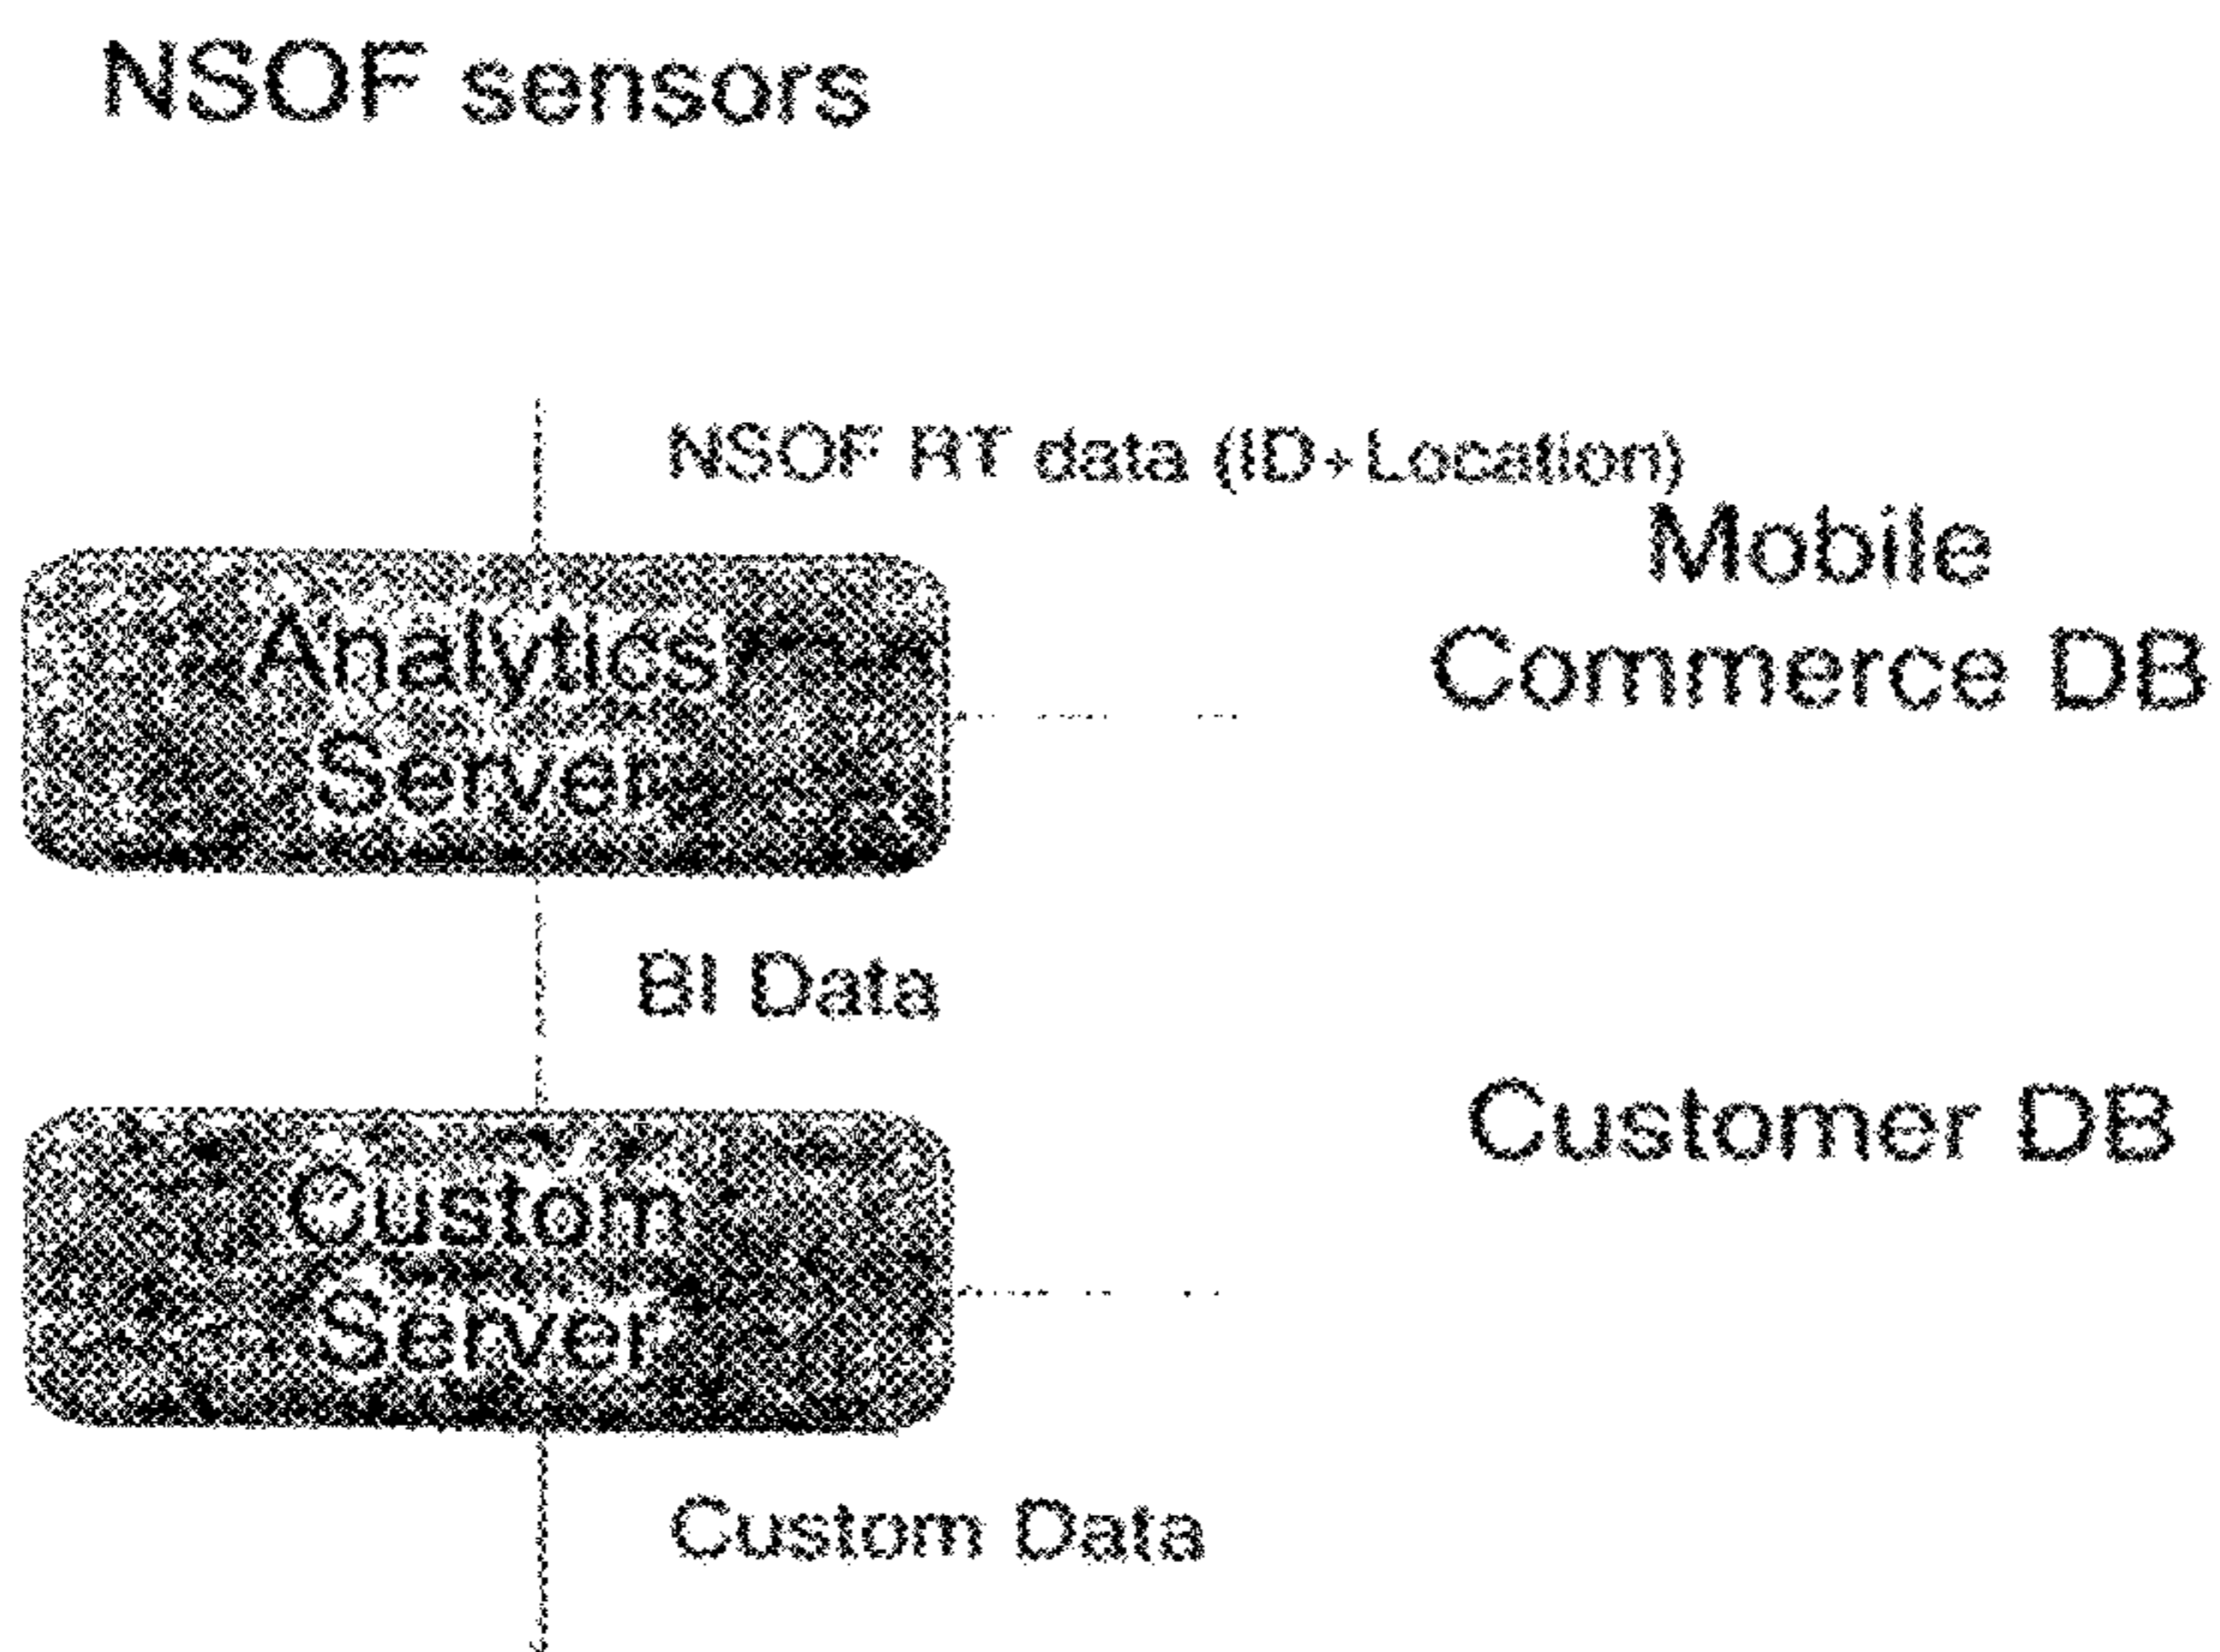 NSOF sensors
NSOF RT data (ID+Location)
Mobile
Commerce DB
Analytics
Server
BI Data
Customer DB
Custom
Server
Custom Data